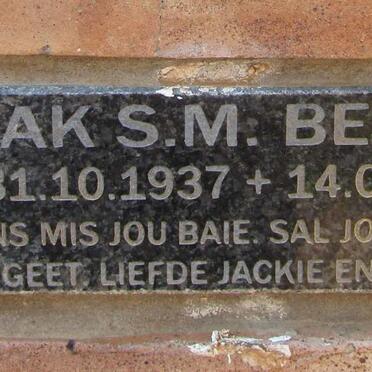 AK S.M. BE
31.10.1937 + 14.0
NS MIS JOU BAIE. SAL JO
GEET. LIEFDE JACKIE EN